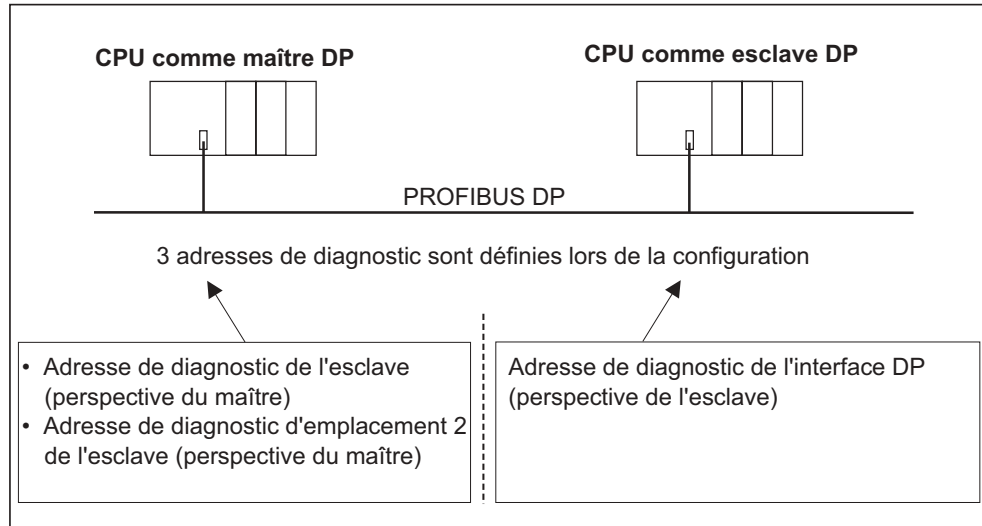 CPU comme maître DP
CPU comme esclave DP
PROFIBUS DP
3 adresses de diagnostic sont définies lors de la configuration
• Adresse de diagnostic de l'esclave
(perspective du maître)
• Adresse de diagnostic d'emplacement 2
de l'esclave (perspective du maître)
Adresse de diagnostic de l'interface DP
(perspective de l'esclave)